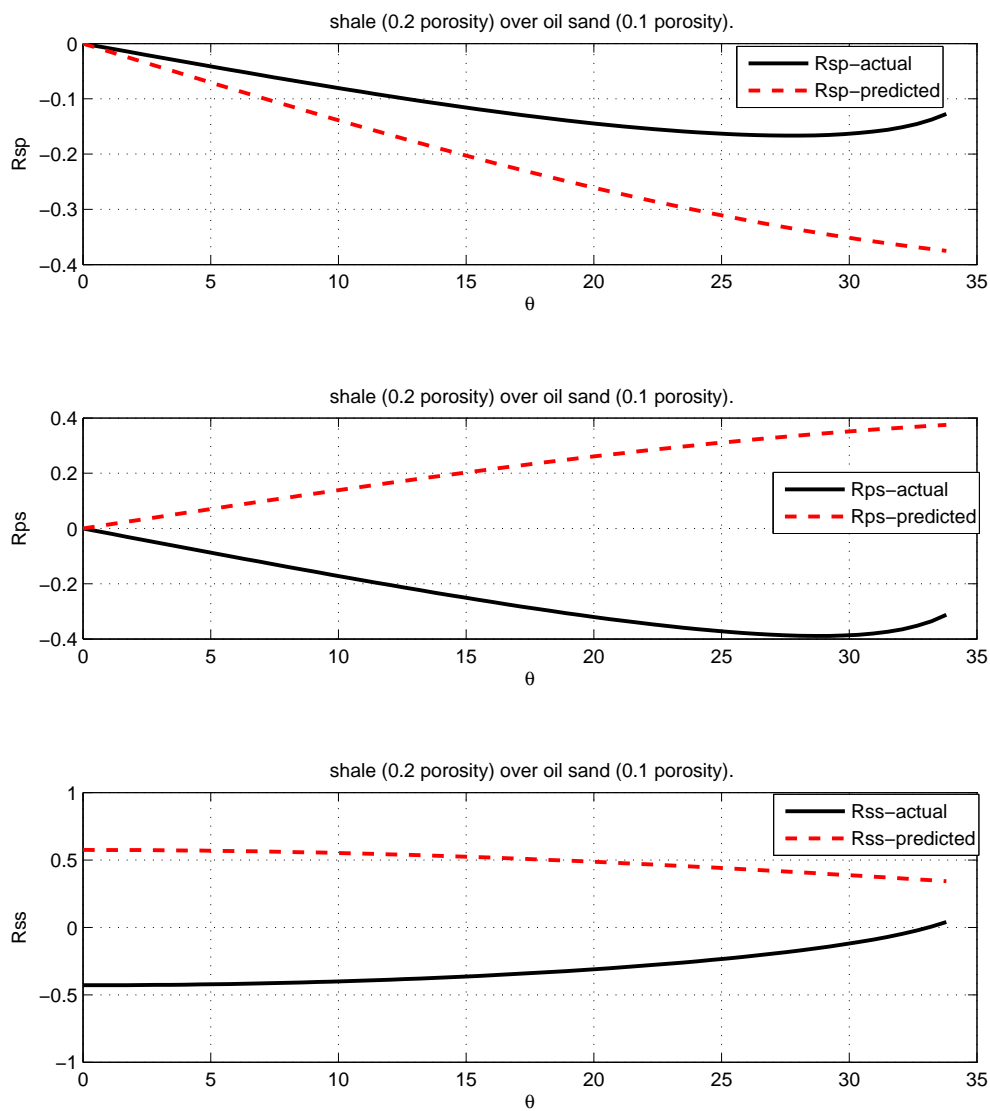 shale (0.2 porosity) over oil sand (0.1 porosity).
0
−0.1
−0.2
−0.3
−0.4
Rsp
Rsp−actual
Rsp−predicted
0 5 10 15 20 25 30 35
θ
shale (0.2 porosity) over oil sand (0.1 porosity).
0.4
0.2
0
−0.2
−0.4
Rps
Rps−actual
Rps−predicted
0 5 10 15 20 25 30 35
θ
shale (0.2 porosity) over oil sand (0.1 porosity).
1
0.5
0
−0.5
−1
Rss
Rss−actual
Rss−predicted
0 5 10 15 20 25 30 35
θ